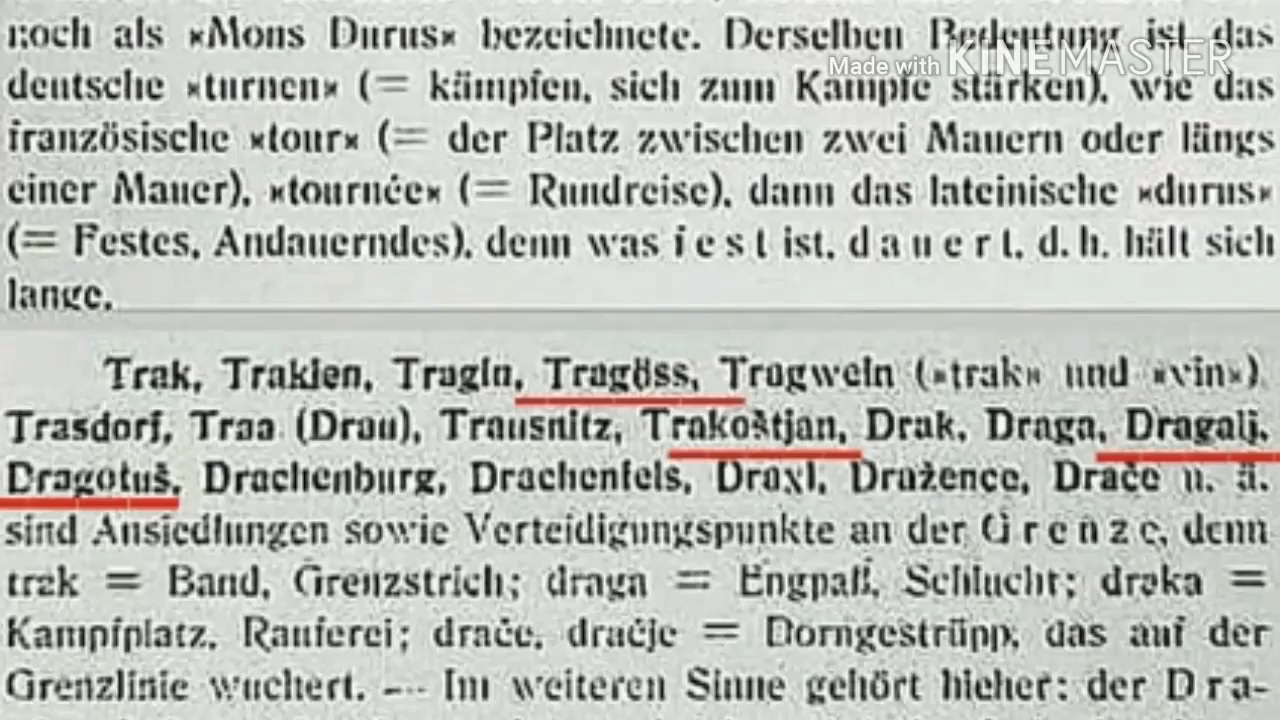 noch als »Mons Durus« bezeichnete. Derselben Bedeutung ist das
Made with KINEMASTER
deutsche »turnen« (= kämpfen, sich zum Kampfe stärken), wie das
französische »tour« (= der Platz zwischen zwei Mauern oder längs
einer Mauer), »tournée« (= Rundreise), dann das lateinische »durus«
(= Festes, Andauerndes), denn was fest ist, dauert, d. h. hält sich
lange.
Trak, Trakien, Tragin, Tragöss, Tragwein (»trak« und »vin«)
Trasdorf, Traa (Drau), Trausnitz, Trakoštjan, Drak, Draga, Dragalj,
Dragotuš, Drachenburg, Drachenfels, Draxl, Dražence, Drače u. ä.
sind Ansiedlungen sowie Verteidigungspunkte an der Grenze, denn
trak = Band, Grenzstrich; draga = Engpaß, Schlucht; draka =
Kampfplatz, Rauferei; drače, dračje = Dorngestrüpp, das auf der
Grenzlinie wuchert. — Im weiteren Sinne gehört hieher: der Dra-